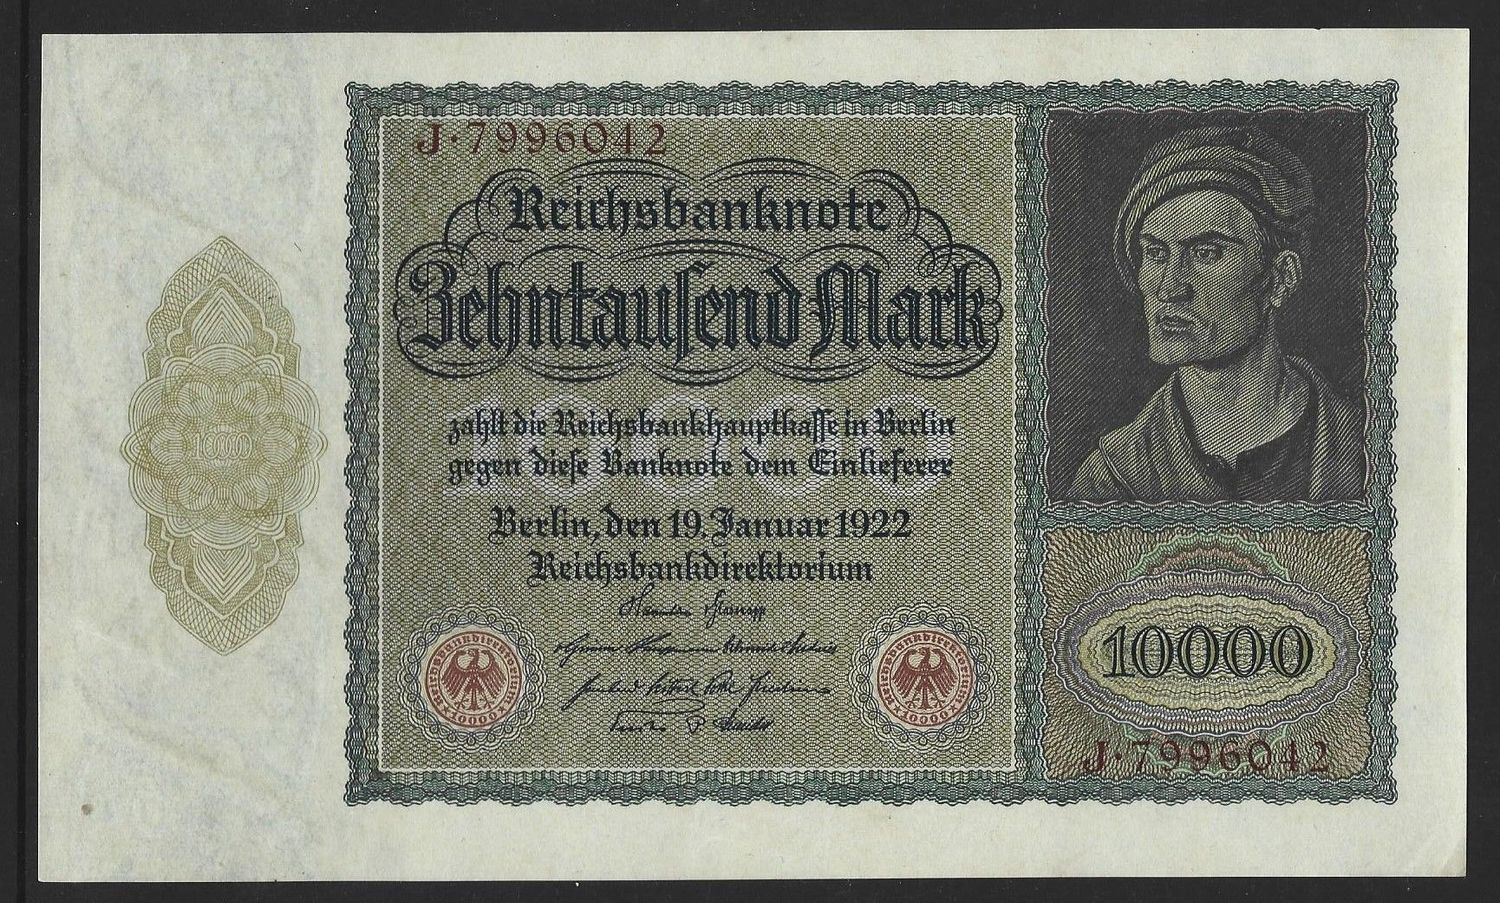 J·7996042
Reichsbanknote
Zehntausend Mark
zahlt die Reichsbankhauptkasse in Berlin
gegen diese Banknote dem Einlieferer
Berlin, den 19. Januar 1922
Reichsbankdirektorium
10000
J·7996042